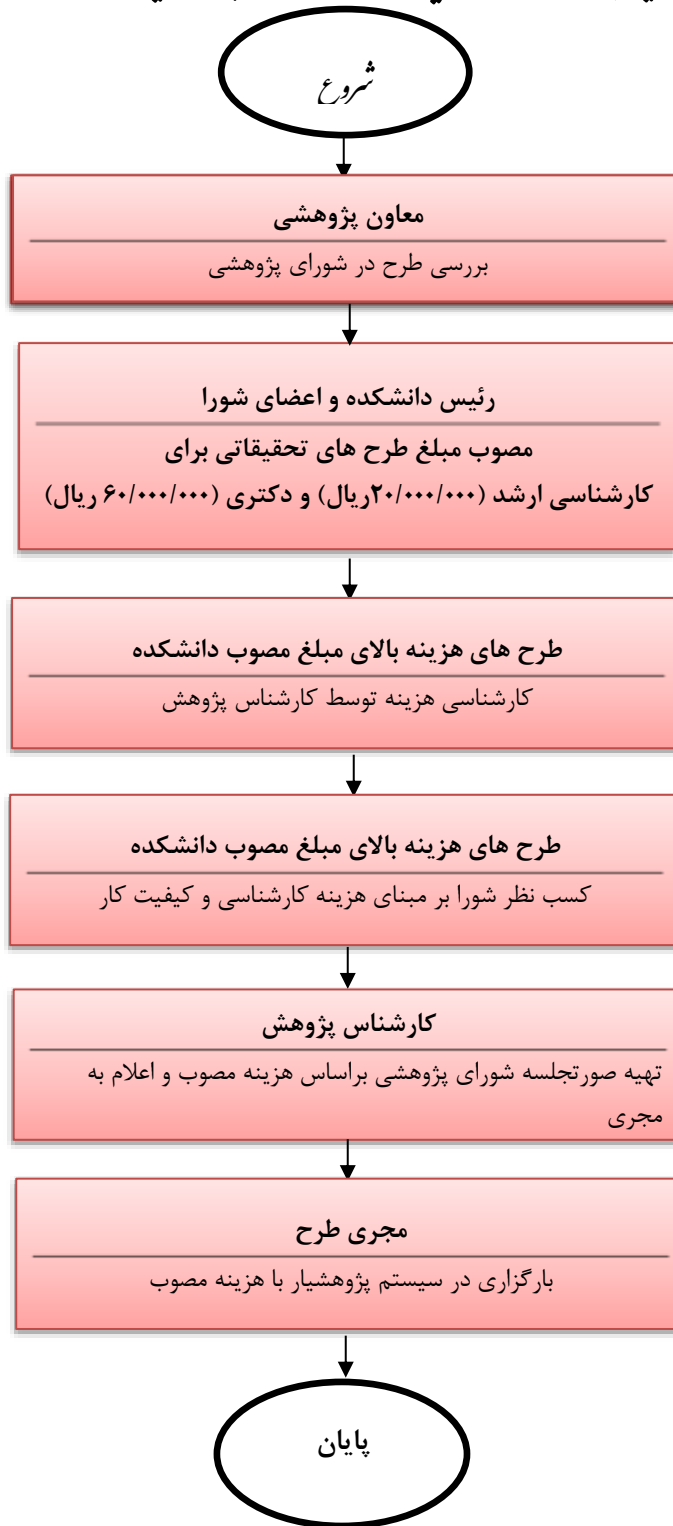 شروع
معاون پژوهشی
بررسی طرح در شورای پژوهشی
رئیس دانشکده و اعضای شورا
مصوب مبلغ طرح های تحقیقاتی برای
کارشناسی ارشد (۲۰/۰۰۰/۰۰۰ریال) و دکتری (۶۰/۰۰۰/۰۰۰ ریال)
طرح های هزینه بالای مبلغ مصوب دانشکده
کارشناسی هزینه توسط کارشناس پژوهش
طرح های هزینه بالای مبلغ مصوب دانشکده
کسب نظر شورا بر مبنای هزینه کارشناسی و کیفیت کار
کارشناس پژوهش
تهیه صورتجلسه شورای پژوهشی براساس هزینه مصوب و اعلام به
مجری
مجری طرح
بارگزاری در سیستم پژوهشیار با هزینه مصوب
پایان